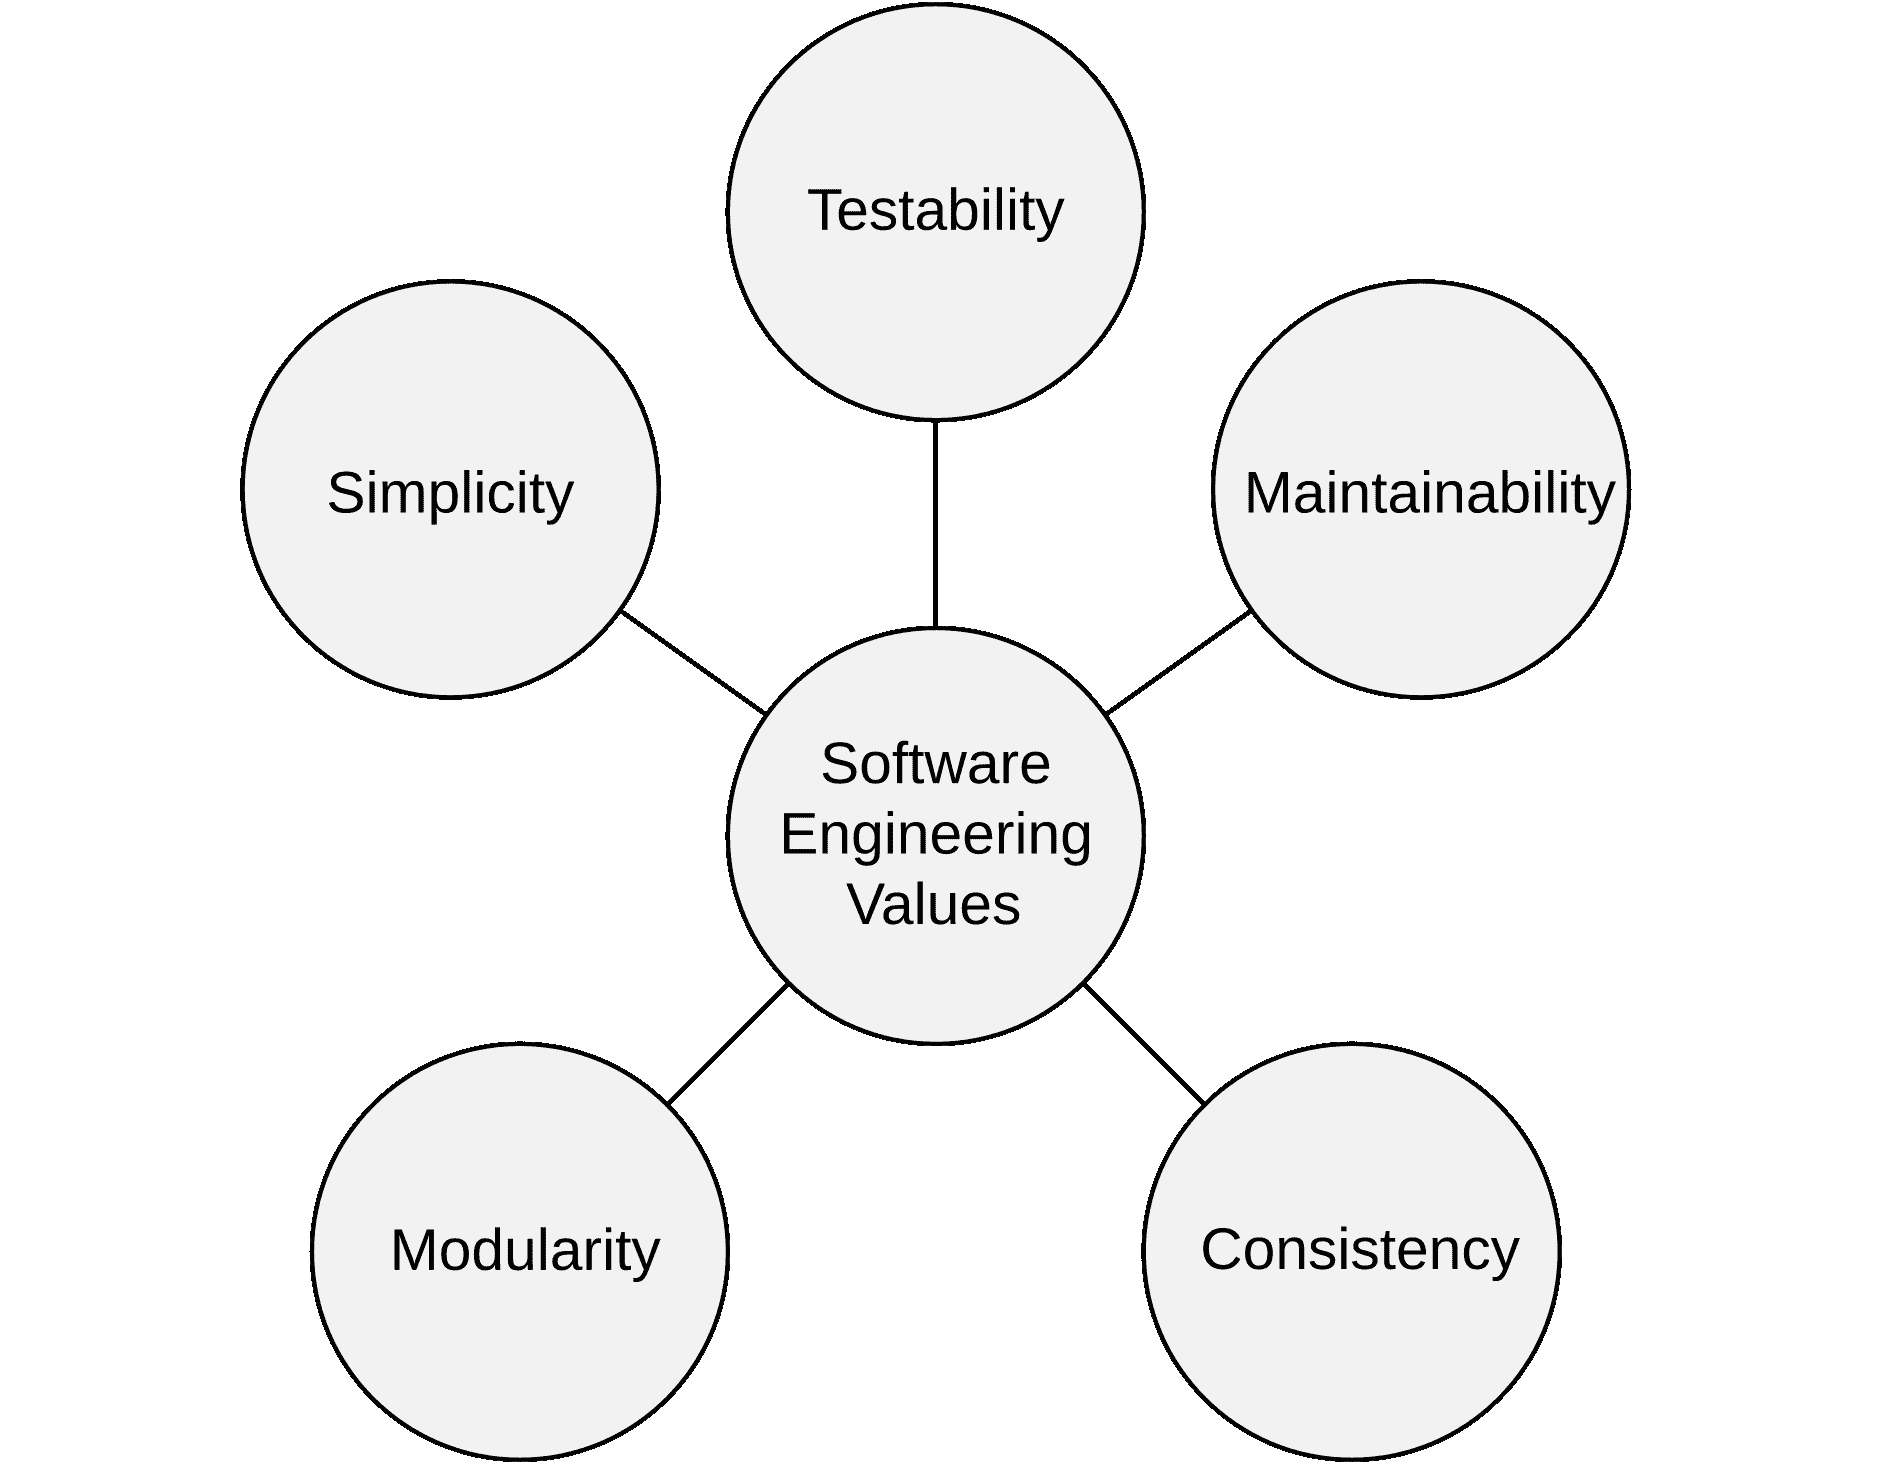 Testability
Simplicity
Maintainability
Software
Engineering
Values
Modularity
Consistency